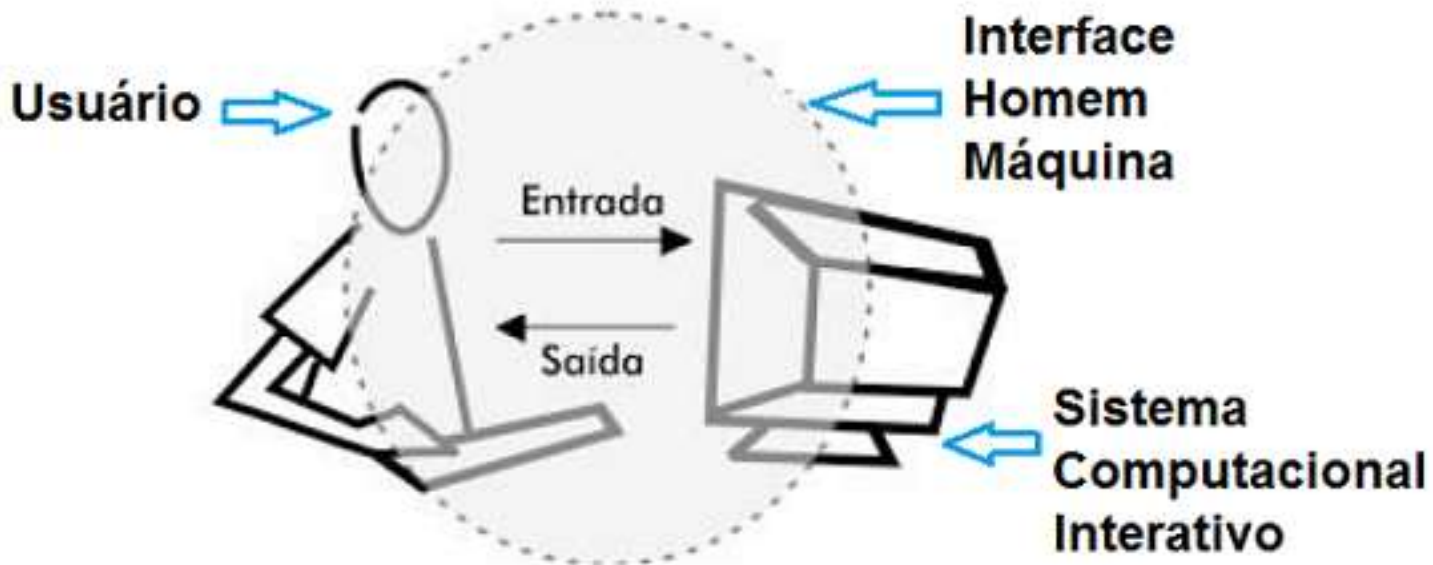 Usuário
Interface
Homem
Máquina
Entrada
Saída
Sistema
Computacional
Interativo